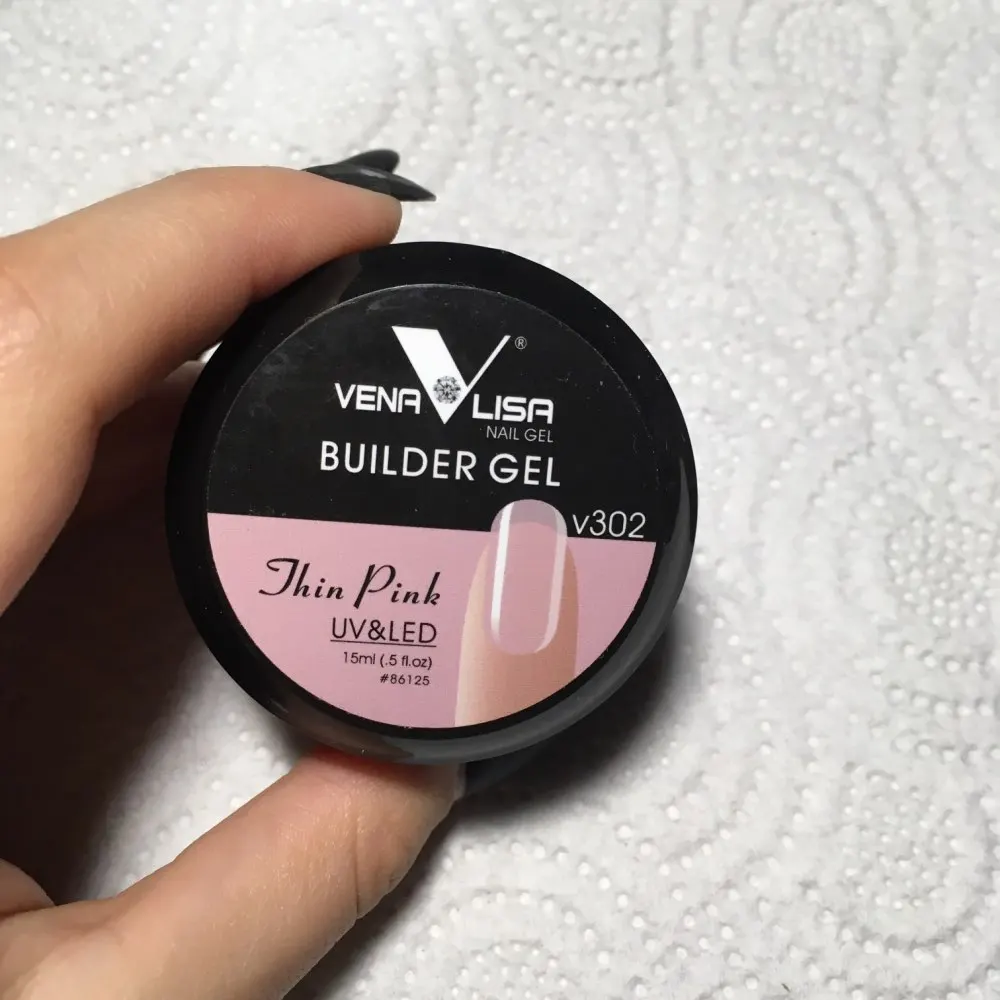 ®
VENA LISA
NAIL GEL
BUILDER GEL
v302
Thin Pink
UV&LED
15ml (.5 fl.oz)
#86125